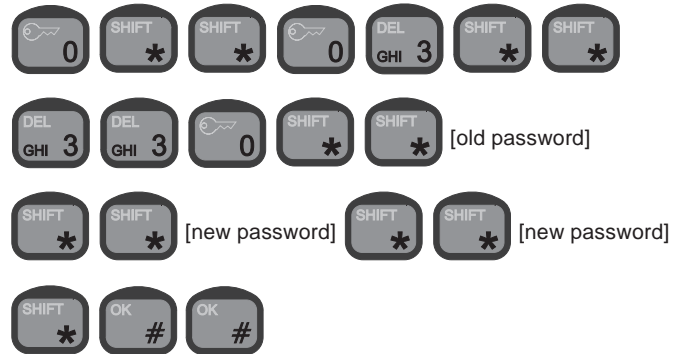 0 SHIFT * SHIFT * 0 DEL GHI 3 SHIFT * SHIFT *
DEL GHI 3 DEL GHI 3 0 SHIFT * SHIFT * [old password]
SHIFT * SHIFT * [new password] SHIFT * SHIFT * [new password]
SHIFT * OK # OK #